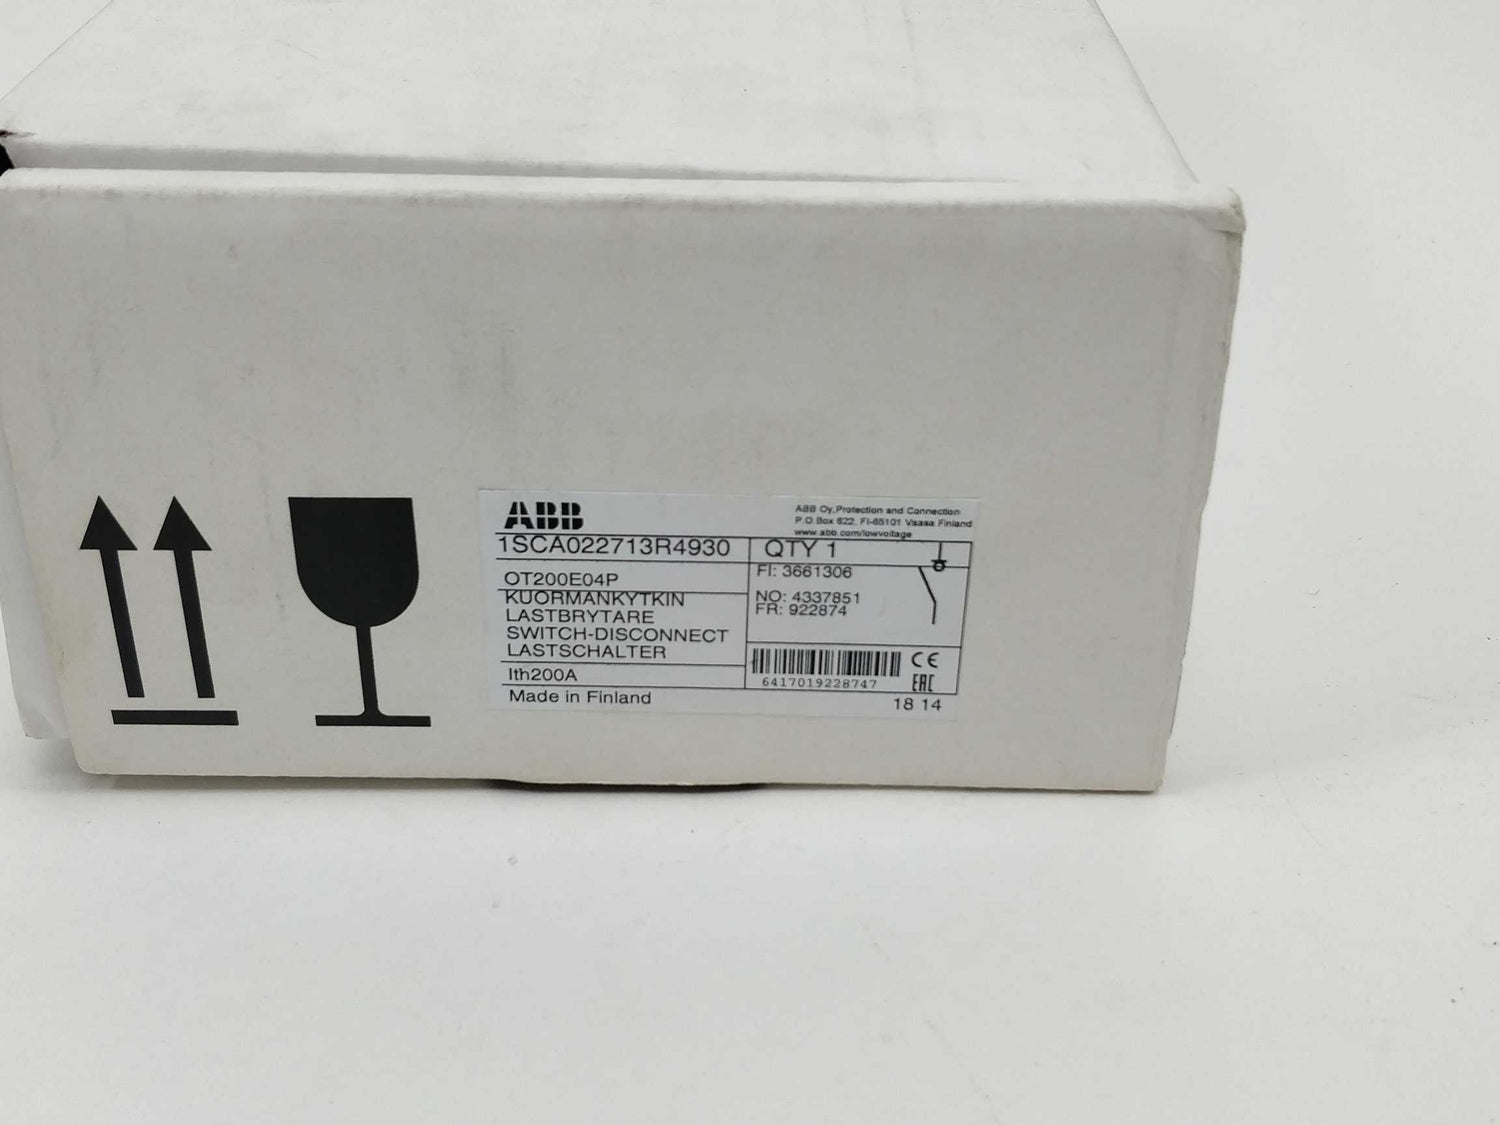 ABB
ABB Oy,Protection and Connection
P.O.Box 622, FI-65101 Vaasa Finland
www.abb.com/lowvoltage
1SCA022713R4930
QTY 1
OT200E04P
FI: 3661306
KUORMANKYTKIN
NO: 4337851
LASTBRYTARE
FR: 922874
SWITCH-DISCONNECT
LASTSCHALTER
Ith200A
6417019228747
CE
EAC
Made in Finland
18 14